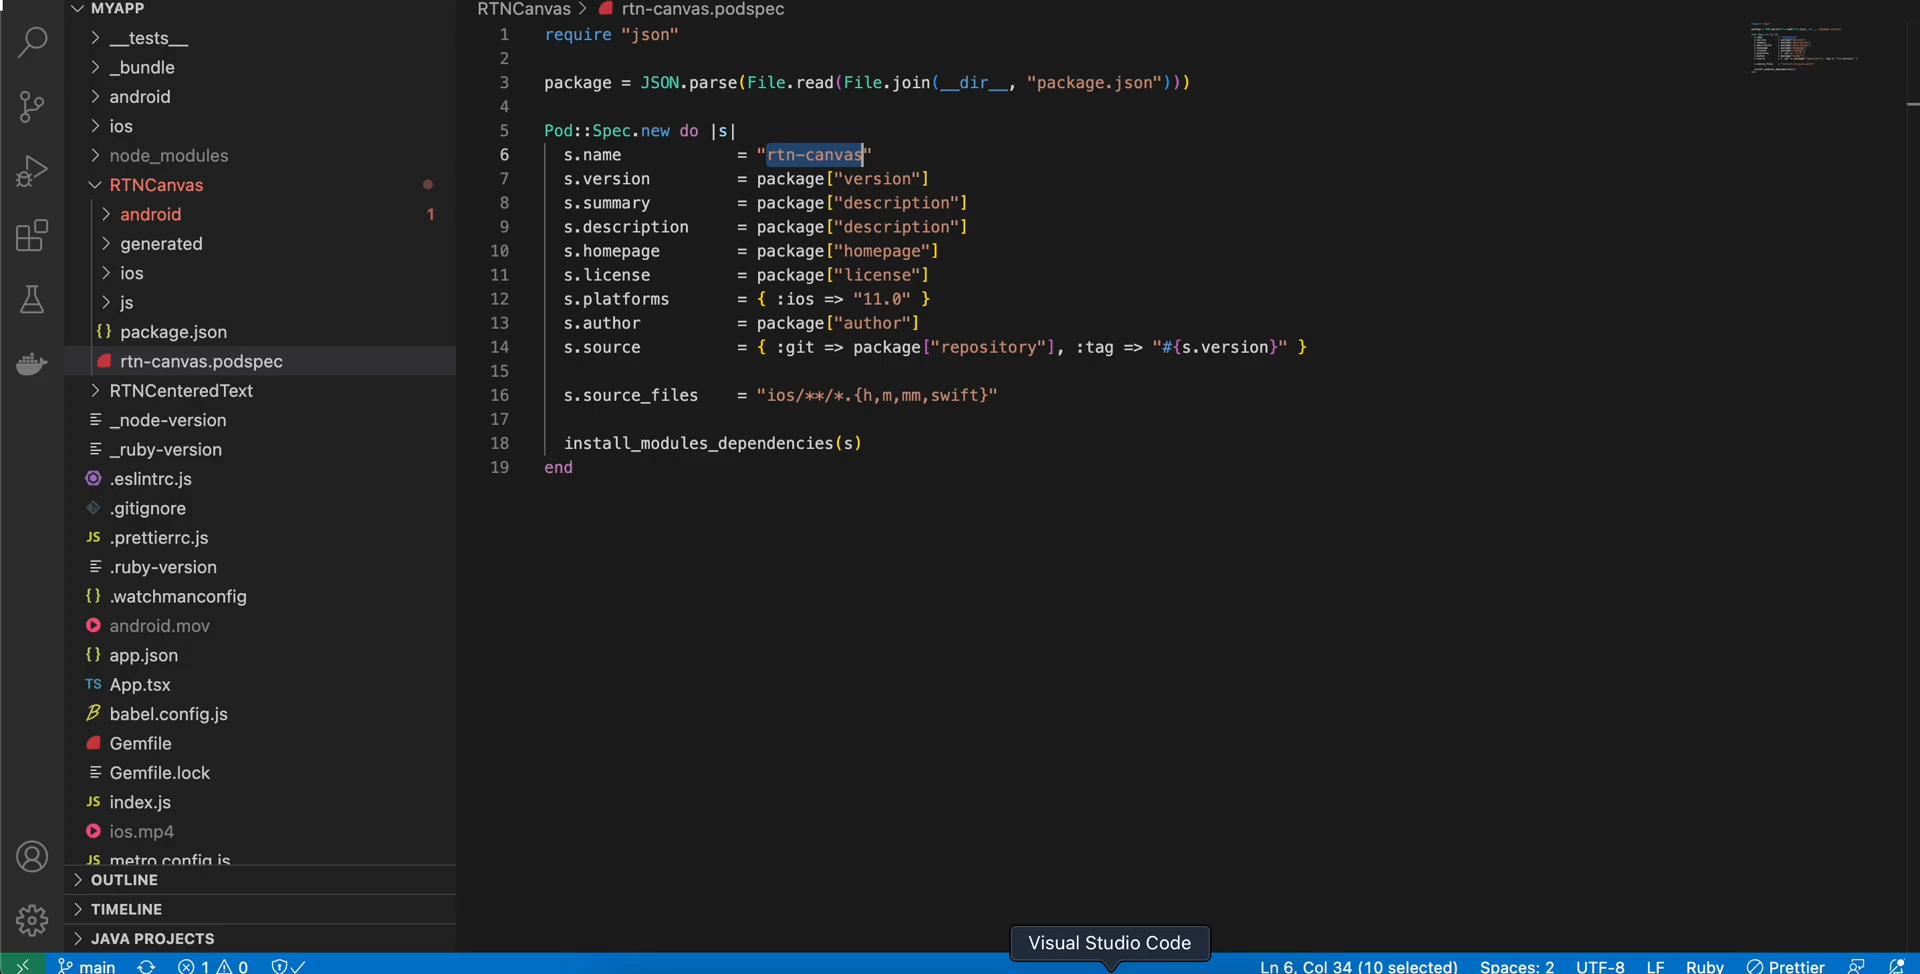 MYAPP
__tests__
_bundle
android
ios
node_modules
RTNCanvas
android 1
generated
ios
js
{} package.json
rtn-canvas.podspec
RTNCenteredText
_node-version
_ruby-version
.eslintrc.js
.gitignore
JS .prettierrc.js
.ruby-version
{} .watchmanconfig
android.mov
{} app.json
TS App.tsx
babel.config.js
Gemfile
Gemfile.lock
JS index.js
ios.mp4
JS metro.config.js
OUTLINE
TIMELINE
JAVA PROJECTS
RTNCanvas > rtn-canvas.podspec
1 require "json"
2
3 package = JSON.parse(File.read(File.join(__dir__, "package.json")))
4
5 Pod::Spec.new do |s|
6 s.name = "rtn-canvas"
7 s.version = package["version"]
8 s.summary = package["description"]
9 s.description = package["description"]
10 s.homepage = package["homepage"]
11 s.license = package["license"]
12 s.platforms = { :ios => "11.0" }
13 s.author = package["author"]
14 s.source = { :git => package["repository"], :tag => "#{s.version}" }
15
16 s.source_files = "ios/**/*.{h,m,mm,swift}"
17
18 install_modules_dependencies(s)
19 end
Visual Studio Code
main 1 0 Ln 6, Col 34 (10 selected) Spaces: 2 UTF-8 LF Ruby Prettier